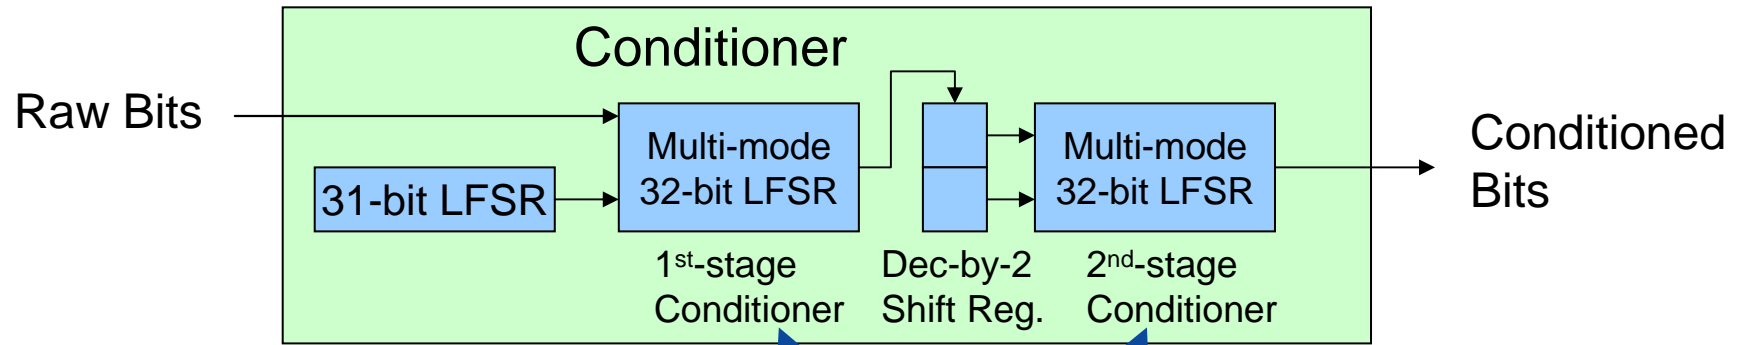 Conditioner
Raw Bits
31-bit LFSR
Multi-mode
32-bit LFSR
Multi-mode
32-bit LFSR
Conditioned
Bits
1st-stage
Conditioner
Dec-by-2
Shift Reg.
2nd-stage
Conditioner